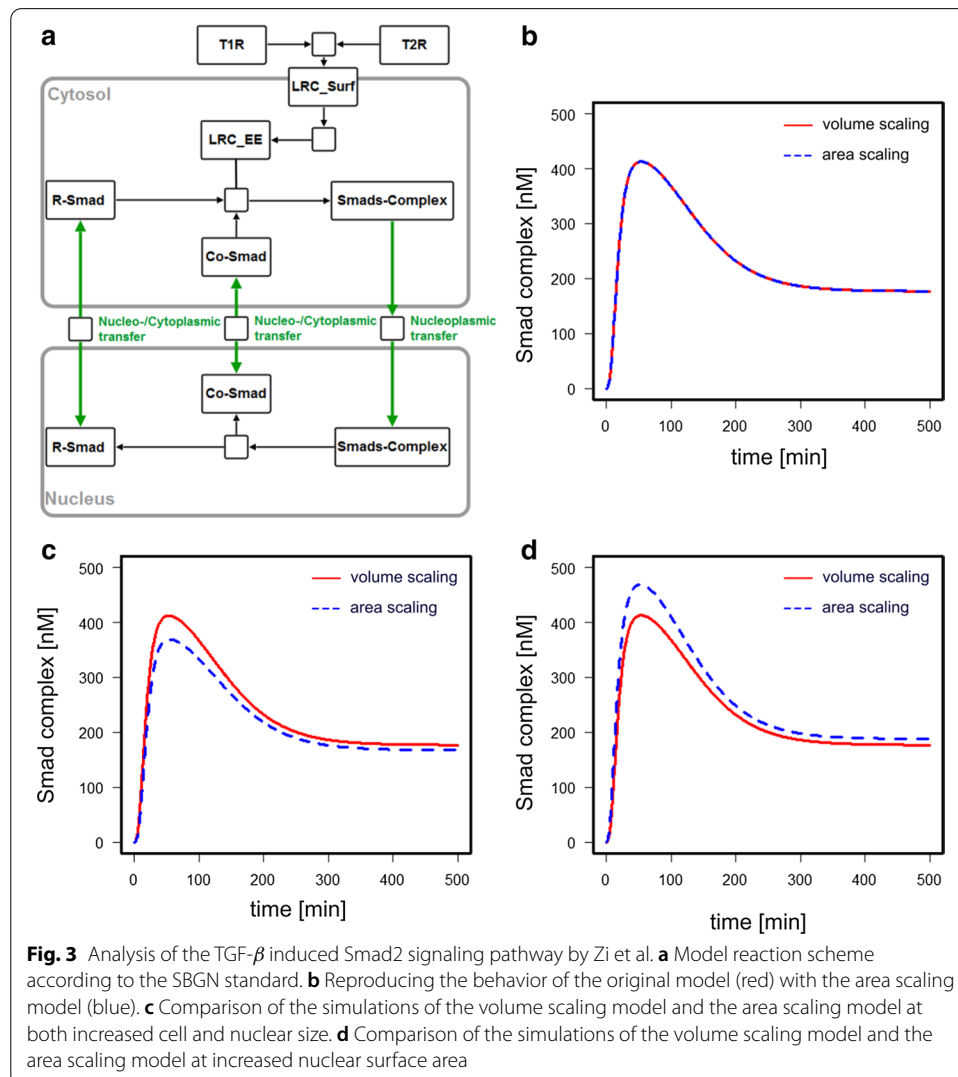 a
T1R
T2R
LRC_Surf
Cytosol
LRC_EE
R-Smad
Smads-Complex
Co-Smad
Nucleo-/Cytoplasmic
transfer
Nucleo-/Cytoplasmic
transfer
Nucleoplasmic
transfer
Co-Smad
R-Smad
Smads-Complex
Nucleus
b
500
400
300
200
100
0
Smad complex [nM]
volume scaling
area scaling
0 100 200 300 400 500
time [min]
c
500
400
300
200
100
0
Smad complex [nM]
volume scaling
area scaling
0 100 200 300 400 500
time [min]
d
500
400
300
200
100
0
Smad complex [nM]
volume scaling
area scaling
0 100 200 300 400 500
time [min]
Fig. 3 Analysis of the TGF-β induced Smad2 signaling pathway by Zi et al. a Model reaction scheme
according to the SBGN standard. b Reproducing the behavior of the original model (red) with the area scaling
model (blue). c Comparison of the simulations of the volume scaling model and the area scaling model at
both increased cell and nuclear size. d Comparison of the simulations of the volume scaling model and the
area scaling model at increased nuclear surface area